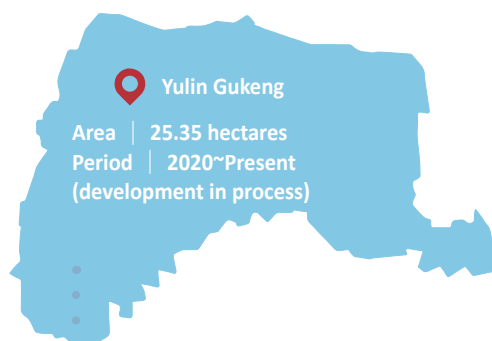 Yulin Gukeng
Area | 25.35 hectares
Period | 2020~Present
(development in process)